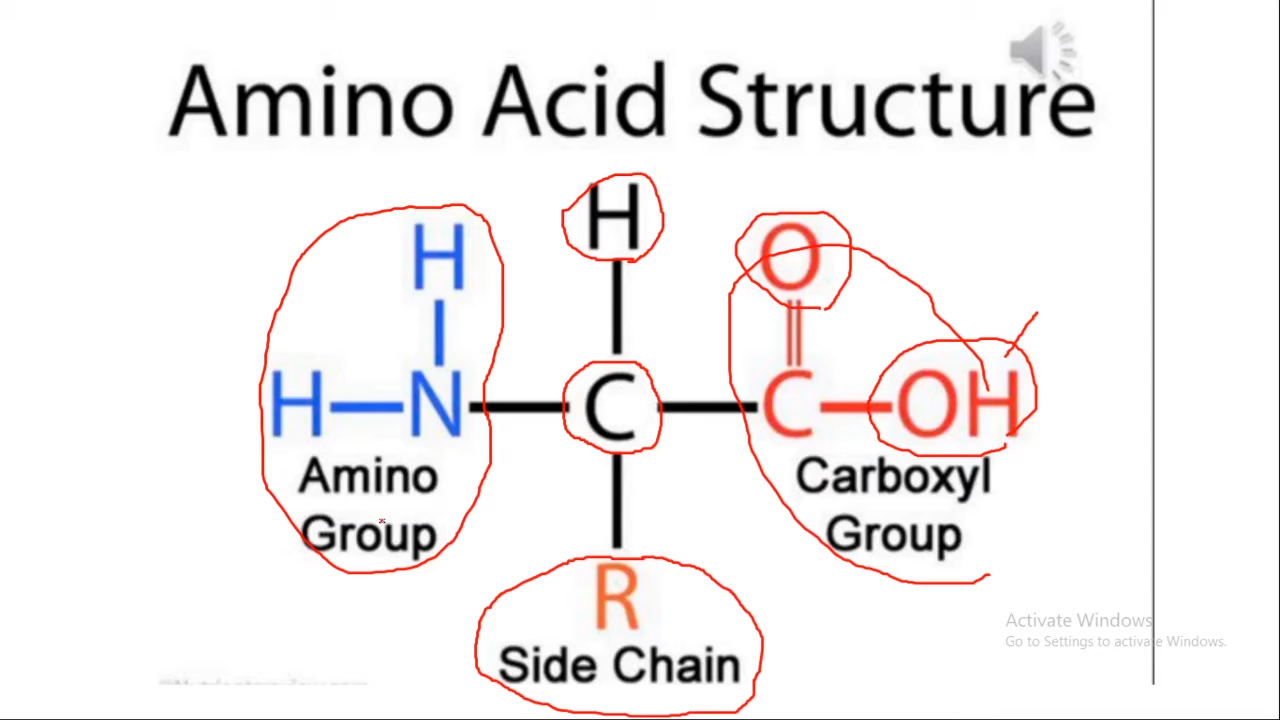 Amino Acid Structure
H
H
O
H N C C OH
Amino
Group
Carboxyl
Group
R
Side Chain
Activate Windows
Go to Settings to activate Windows.